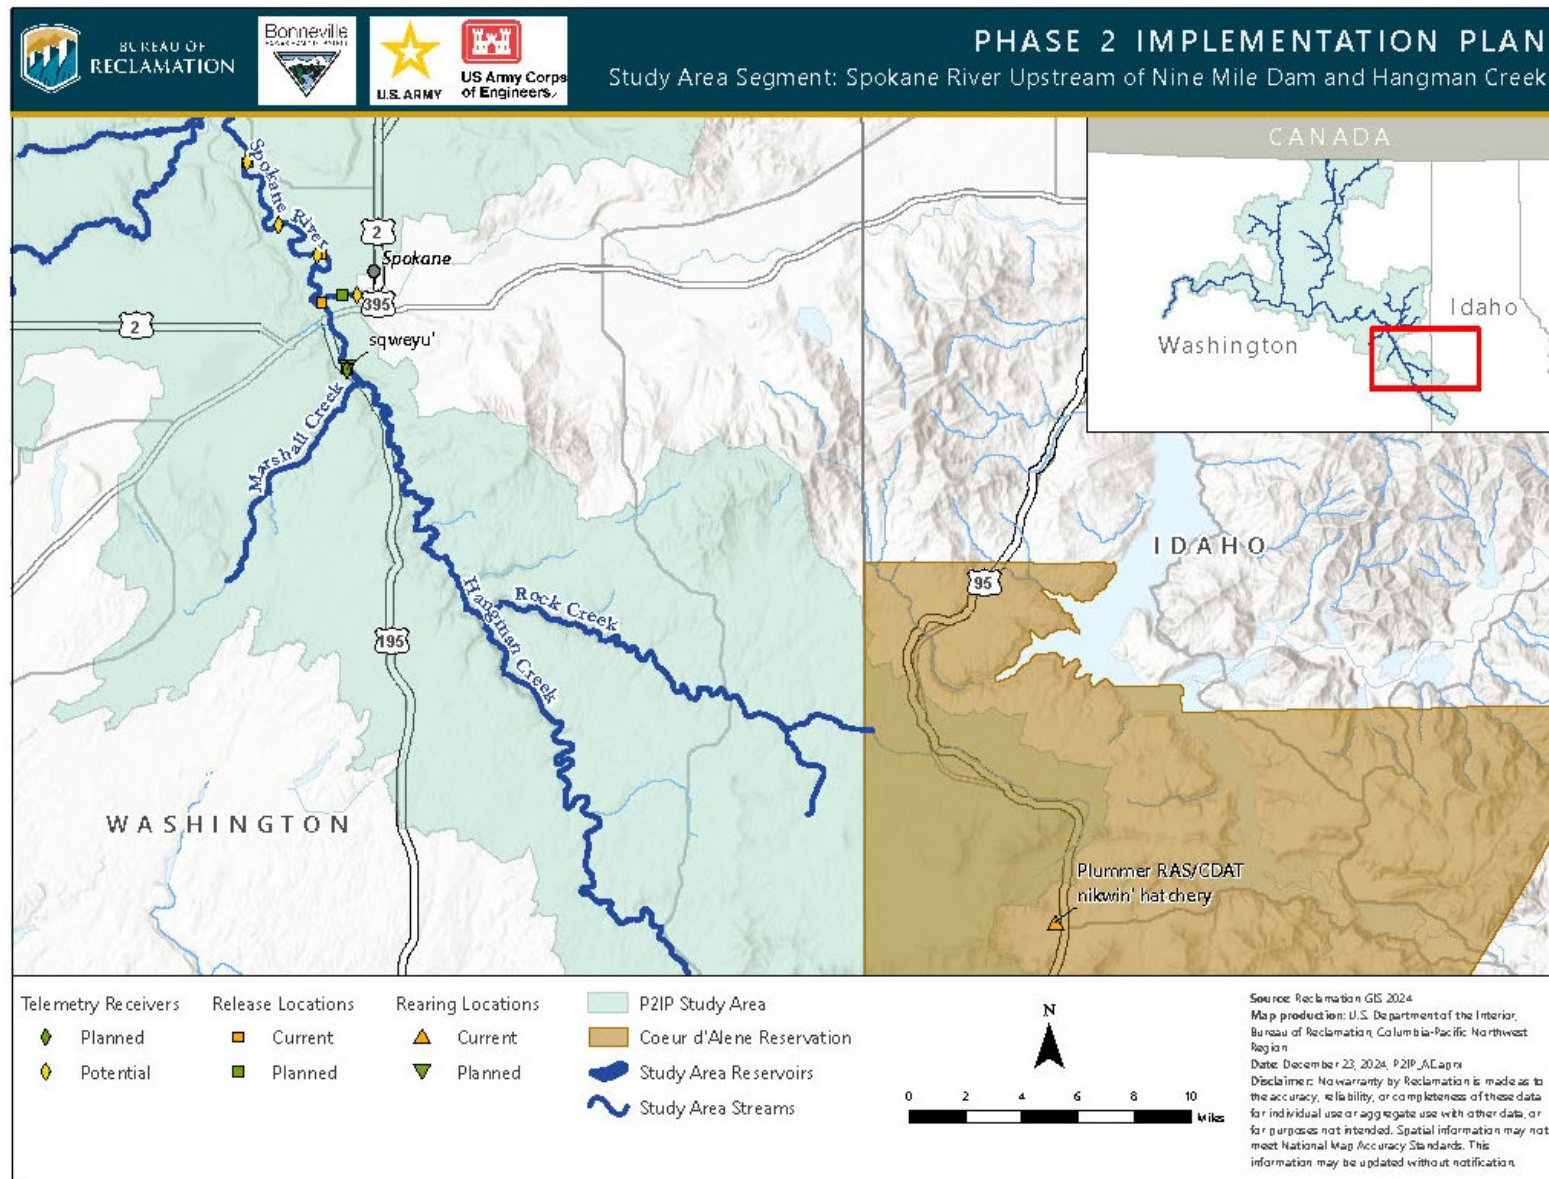 BUREAU OF
RECLAMATION
Bonneville
U.S. ARMY
US Army Corps
of Engineers®
PHASE 2 IMPLEMENTATION PLAN
Study Area Segment: Spokane River Upstream of Nine Mile Dam and Hangman Creek
CANADA
Washington
Idaho
Spokane River
2
Spokane
395
2
sqweyu'
Marshall Creek
Hangman Creek
Rock Creek
195
95
IDAHO
WASHINGTON
Plummer RAS/CDAT
nikwin' hatchery
Telemetry Receivers
Planned
Potential
Release Locations
Current
Planned
Rearing Locations
Current
Planned
P2IP Study Area
Coeur d'Alene Reservation
Study Area Reservoirs
Study Area Streams
N
0 2 4 6 8 10
Miles
Source: Reclamation GIS 2024
Map production: U.S. Department of the Interior,
Bureau of Reclamation, Columbia-Pacific Northwest
Region
Date: December 23, 2024, P2IP_AE.aprx
Disclaimer: No warranty by Reclamation is made as to
the accuracy, reliability, or completeness of these data
for individual use or aggregate use with other data, or
for purposes not intended. Spatial information may not
meet National Map Accuracy Standards. This
information may be updated without notification.